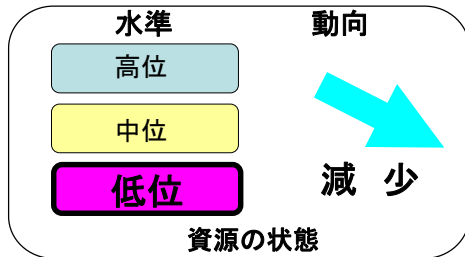 水準 動向
高位
中位
低位
減 少
資源の状態